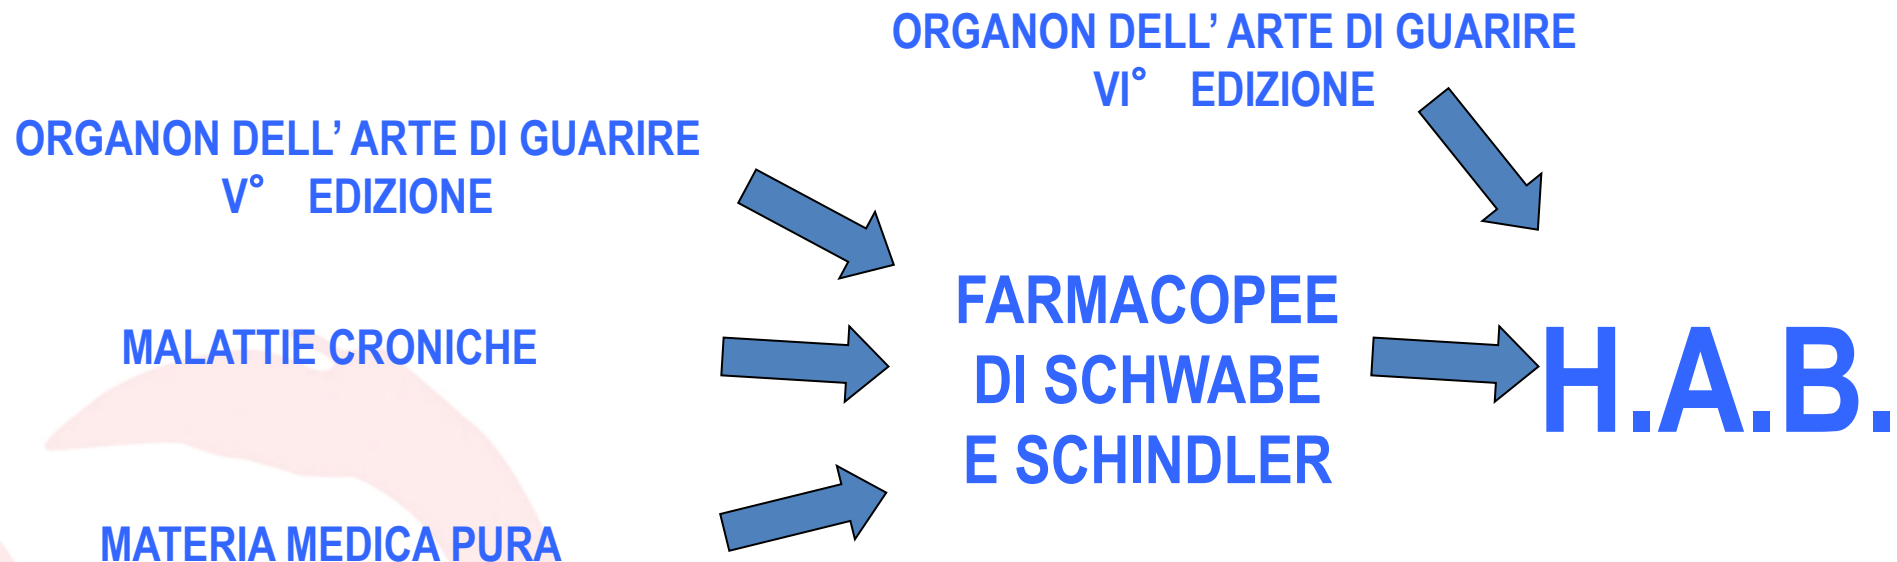 ORGANON DELL’ ARTE DI GUARIRE
VI° EDIZIONE
ORGANON DELL’ ARTE DI GUARIRE
V° EDIZIONE
MALATTIE CRONICHE
MATERIA MEDICA PURA
FARMACOPEE
DI SCHWABE
E SCHINDLER
H.A.B.